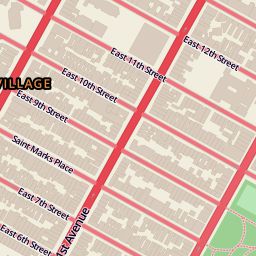 East 12th Street
East 11th Street
East 10th Street
VILLAGE
East 9th Street
Saint Marks Place
East 7th Street
1st Avenue
East 6th Street